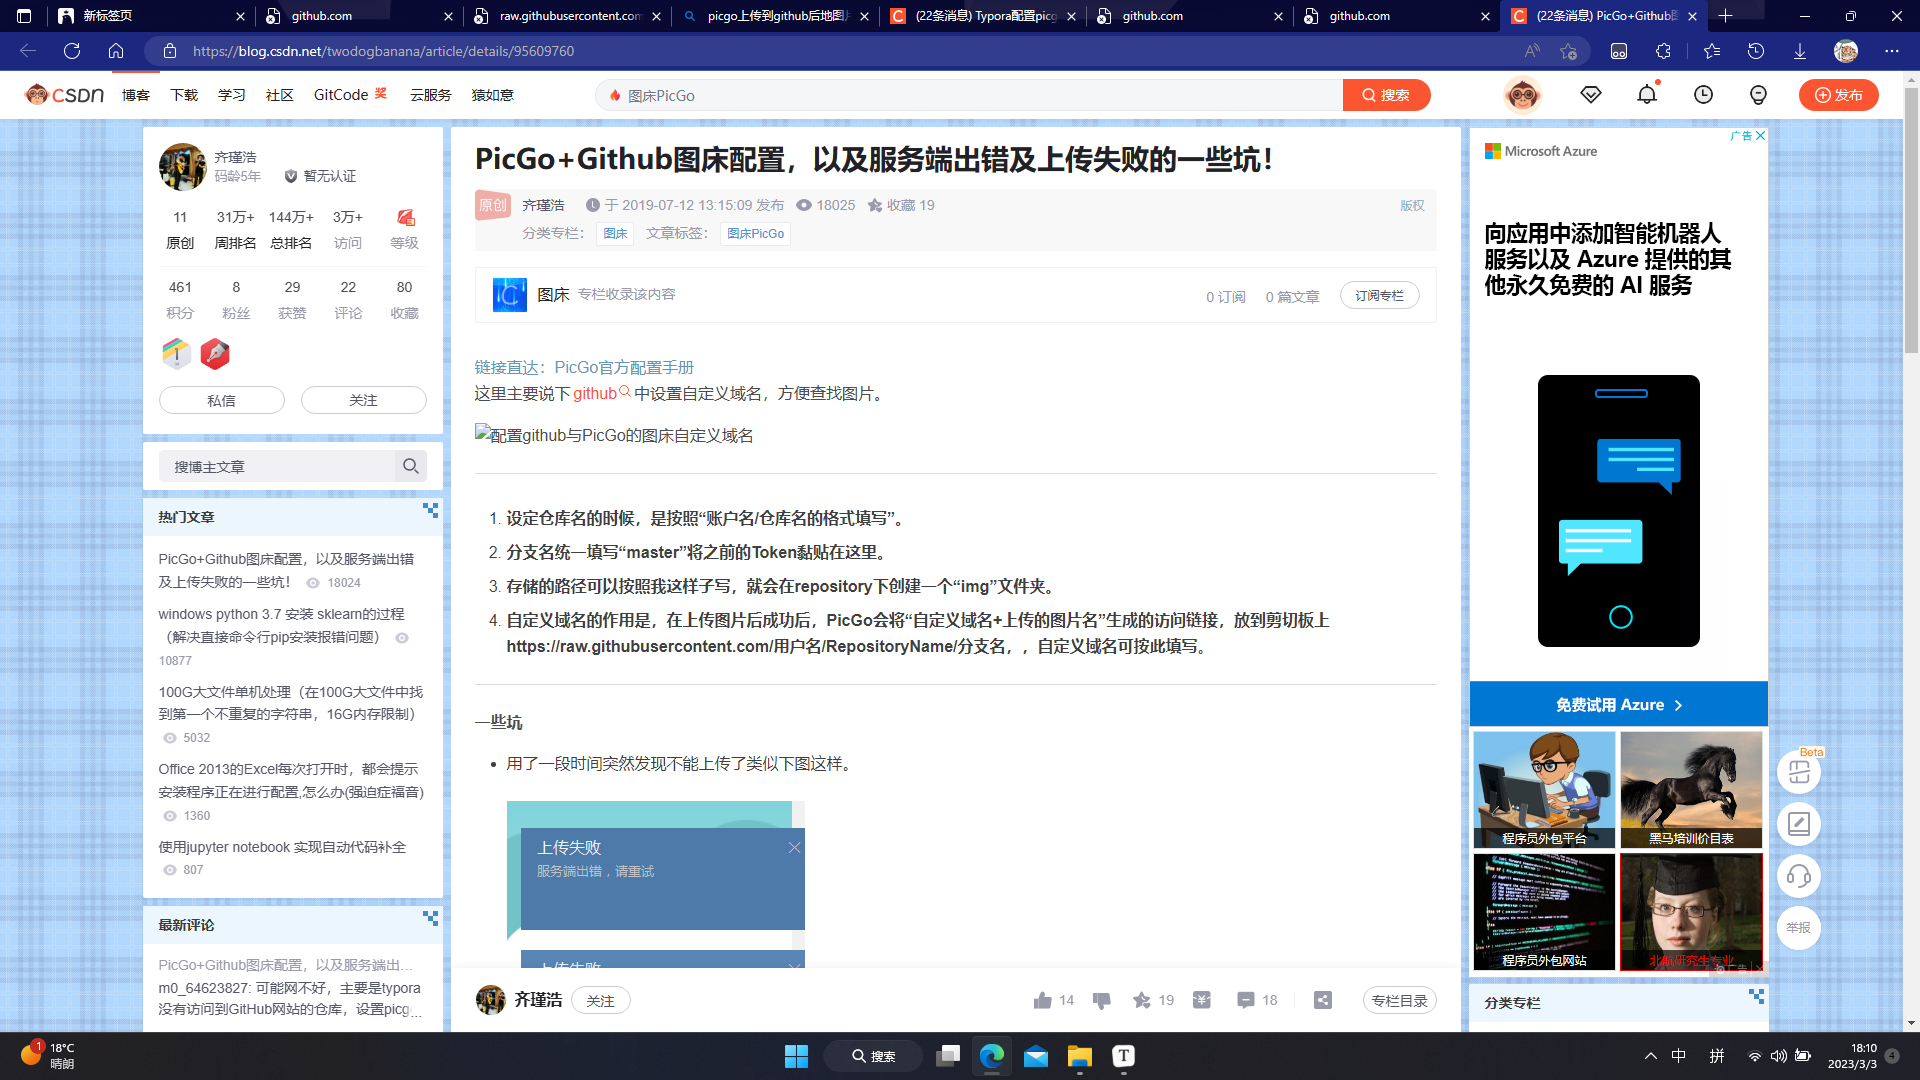 新标签页
github.com
raw.githubusercontent.com
picgo上传到github后地图片
(22条消息) Typora配置picg
github.com
github.com
(22条消息) PicGo+Github图
https://blog.csdn.net/twodogbanana/article/details/95609760
CSDN
博客
下载
学习
社区
GitCode
奖
云服务
猿如意
图床PicGo
搜索
发布
齐瑾浩
码龄5年
暂无认证
11
31万+
144万+
3万+
原创
周排名
总排名
访问
等级
461
8
29
22
80
积分
粉丝
获赞
评论
收藏
私信
关注
搜博主文章
热门文章
PicGo+Github图床配置，以及服务端出错
及上传失败的一些坑！ 18024
windows python 3.7 安装 sklearn的过程
（解决直接命令行pip安装报错问题）
10877
100G大文件单机处理（在100G大文件中找
到第一个不重复的字符串，16G内存限制）
5032
Office 2013的Excel每次打开时，都会提示
安装程序正在进行配置,怎么办(强迫症福音)
1360
使用jupyter notebook 实现自动代码补全
807
最新评论
PicGo+Github图床配置，以及服务端出...
m0_64623827: 可能网不好，主要是typora
没有访问到GitHub网站的仓库，设置picg...
PicGo+Github图床配置，以及服务端出错及上传失败的一些坑！
原创
齐瑾浩
于 2019-07-12 13:15:09 发布
18025
收藏 19
版权
分类专栏：
图床
文章标签：
图床PicGo
图床
专栏收录该内容
0 订阅
0 篇文章
订阅专栏
链接直达：PicGo官方配置手册
这里主要说下 github 中设置自定义域名，方便查找图片。
配置github与PicGo的图床自定义域名
1. 设定仓库名的时候，是按照“账户名/仓库名的格式填写”。
2. 分支名统一填写“master”将之前的Token黏贴在这里。
3. 存储的路径可以按照我这样子写，就会在repository下创建一个“img”文件夹。
4. 自定义域名的作用是，在上传图片后成功后，PicGo会将“自定义域名+上传的图片名”生成的访问链接，放到剪切板上
https://raw.githubusercontent.com/用户名/RepositoryName/分支名，，自定义域名可按此填写。
一些坑
• 用了一段时间突然发现不能上传了类似下图这样。
上传失败
服务端出错，请重试
上传失败
齐瑾浩
关注
14
19
18
专栏目录
广告
Microsoft Azure
向应用中添加智能机器人
服务以及 Azure 提供的其
他永久免费的 AI 服务
免费试用 Azure
程序员外包平台
黑马培训价目表
程序员外包网站
北航研究生专业
广告
分类专栏
Beta
举报
1
18°C
晴朗
搜索
T
中
拼
18:10
2023/3/3
4